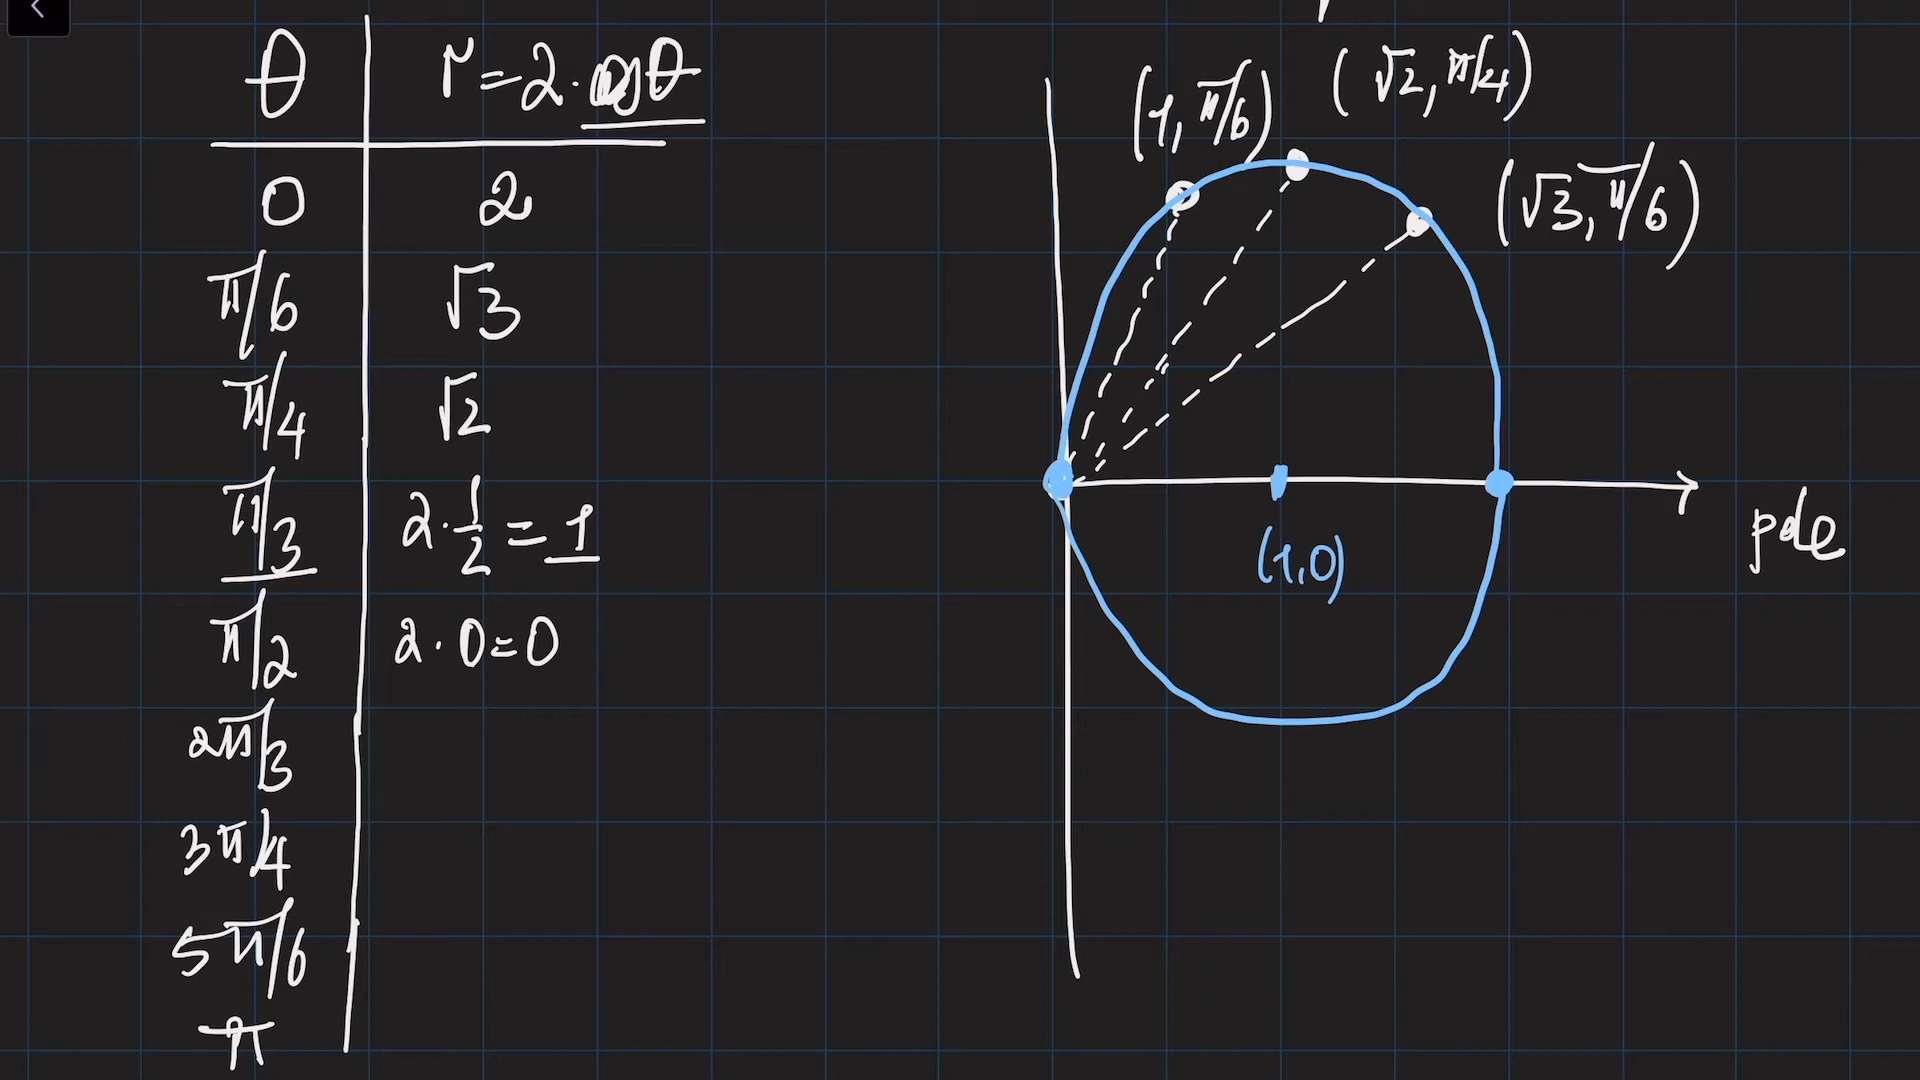 θ r = 2 · cosθ
0 2
π/6 √3
π/4 √2
π/3 2 · 1/2 = 1
π/2 2 · 0 = 0
2π/3
3π/4
5π/6
π
(1, π/6)
(√2, π/4)
(√3, π/6)
(1,0)
pole